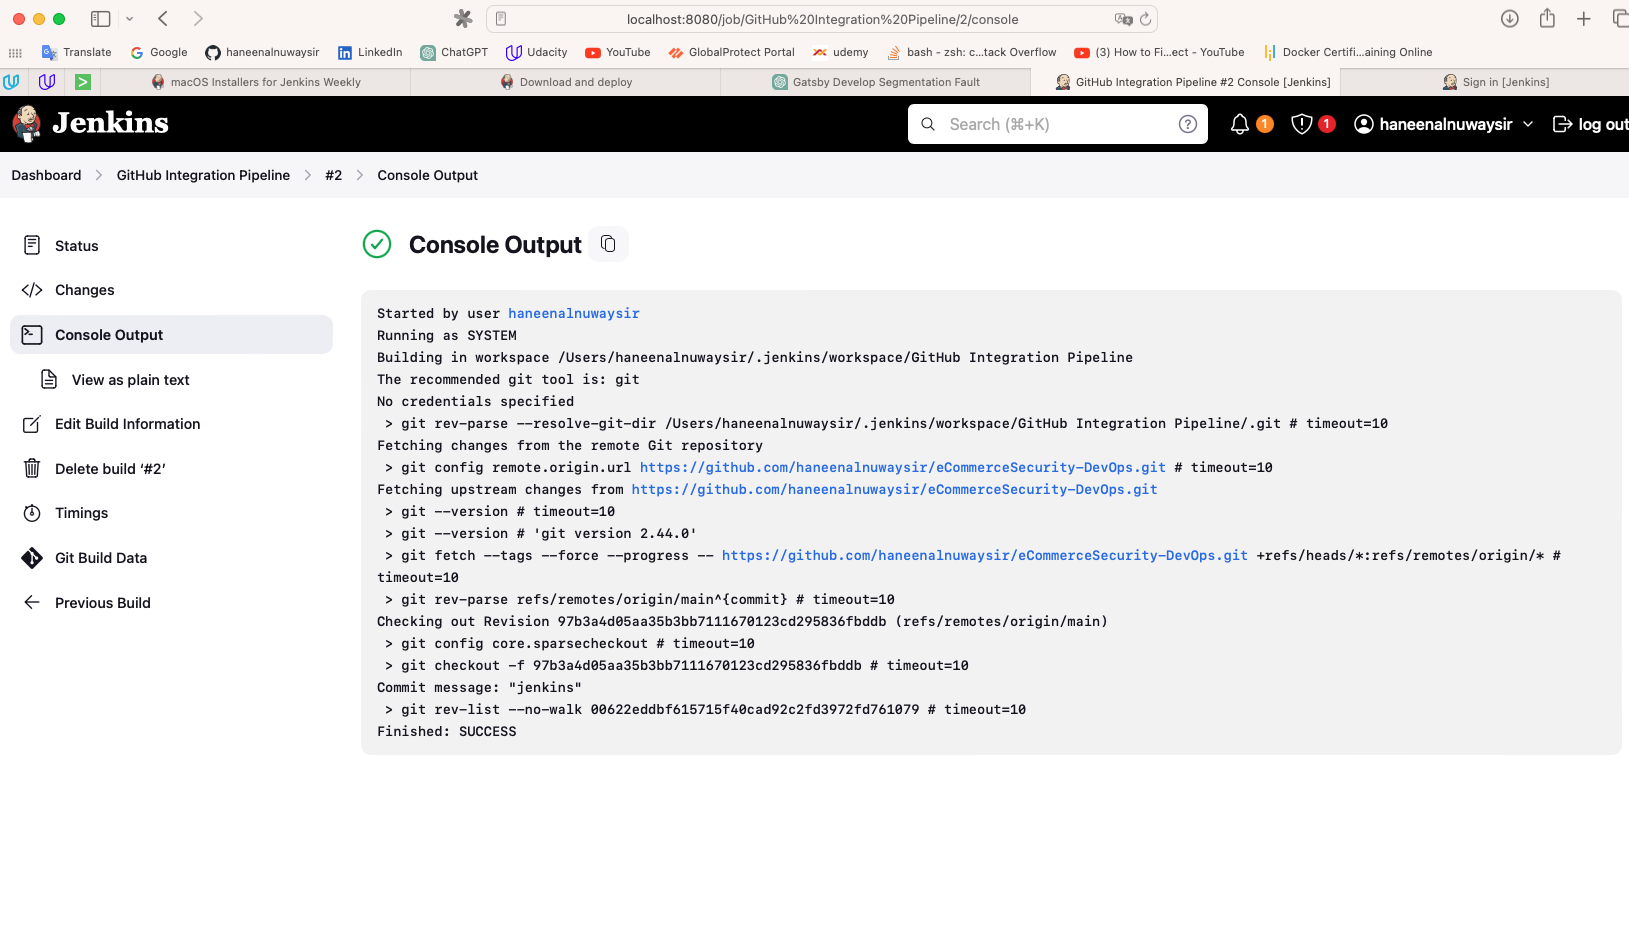 localhost:8080/job/GitHub%20Integration%20Pipeline/2/console
Translate
Google
haneenalnuwaysir
LinkedIn
ChatGPT
Udacity
YouTube
GlobalProtect Portal
udemy
bash - zsh: c...tack Overflow
(3) How to Fi...ect - YouTube
Docker Certifi...aining Online
macOS Installers for Jenkins Weekly
Download and deploy
Gatsby Develop Segmentation Fault
GitHub Integration Pipeline #2 Console [Jenkins]
Sign in [Jenkins]
Jenkins
Search (⌘+K)
1
1
haneenalnuwaysir
log out
Dashboard
GitHub Integration Pipeline
#2
Console Output
Status
Changes
Console Output
View as plain text
Edit Build Information
Delete build ‘#2’
Timings
Git Build Data
Previous Build
Console Output
Started by user haneenalnuwaysir
Running as SYSTEM
Building in workspace /Users/haneenalnuwaysir/.jenkins/workspace/GitHub Integration Pipeline
The recommended git tool is: git
No credentials specified
> git rev-parse --resolve-git-dir /Users/haneenalnuwaysir/.jenkins/workspace/GitHub Integration Pipeline/.git # timeout=10
Fetching changes from the remote Git repository
> git config remote.origin.url https://github.com/haneenalnuwaysir/eCommerceSecurity-DevOps.git # timeout=10
Fetching upstream changes from https://github.com/haneenalnuwaysir/eCommerceSecurity-DevOps.git
> git --version # timeout=10
> git --version # 'git version 2.44.0'
> git fetch --tags --force --progress -- https://github.com/haneenalnuwaysir/eCommerceSecurity-DevOps.git +refs/heads/*:refs/remotes/origin/* #
timeout=10
> git rev-parse refs/remotes/origin/main^{commit} # timeout=10
Checking out Revision 97b3a4d05aa35b3bb7111670123cd295836fbddb (refs/remotes/origin/main)
> git config core.sparsecheckout # timeout=10
> git checkout -f 97b3a4d05aa35b3bb7111670123cd295836fbddb # timeout=10
Commit message: "jenkins"
> git rev-list --no-walk 00622eddbf615715f40cad92c2fd3972fd761079 # timeout=10
Finished: SUCCESS